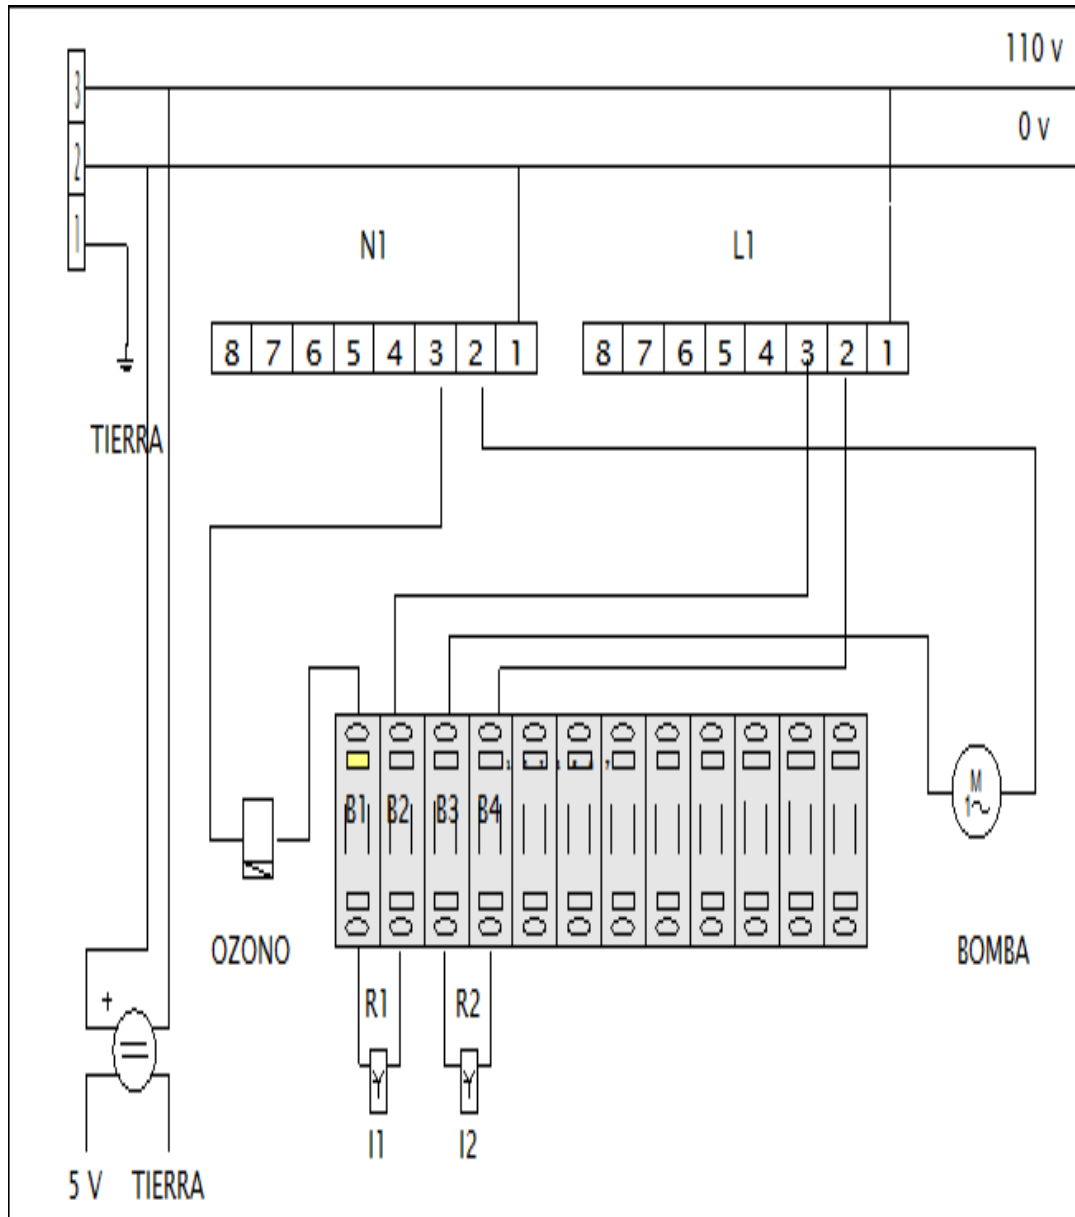 110 v
3
0 v
2
1
N1 L1
8 7 6 5 4 3 2 1 8 7 6 5 4 3 2 1
TIERRA
M
1~
B1 B2 B3 B4
OZONO BOMBA
+
R1 R2
I1 I2
5 V TIERRA